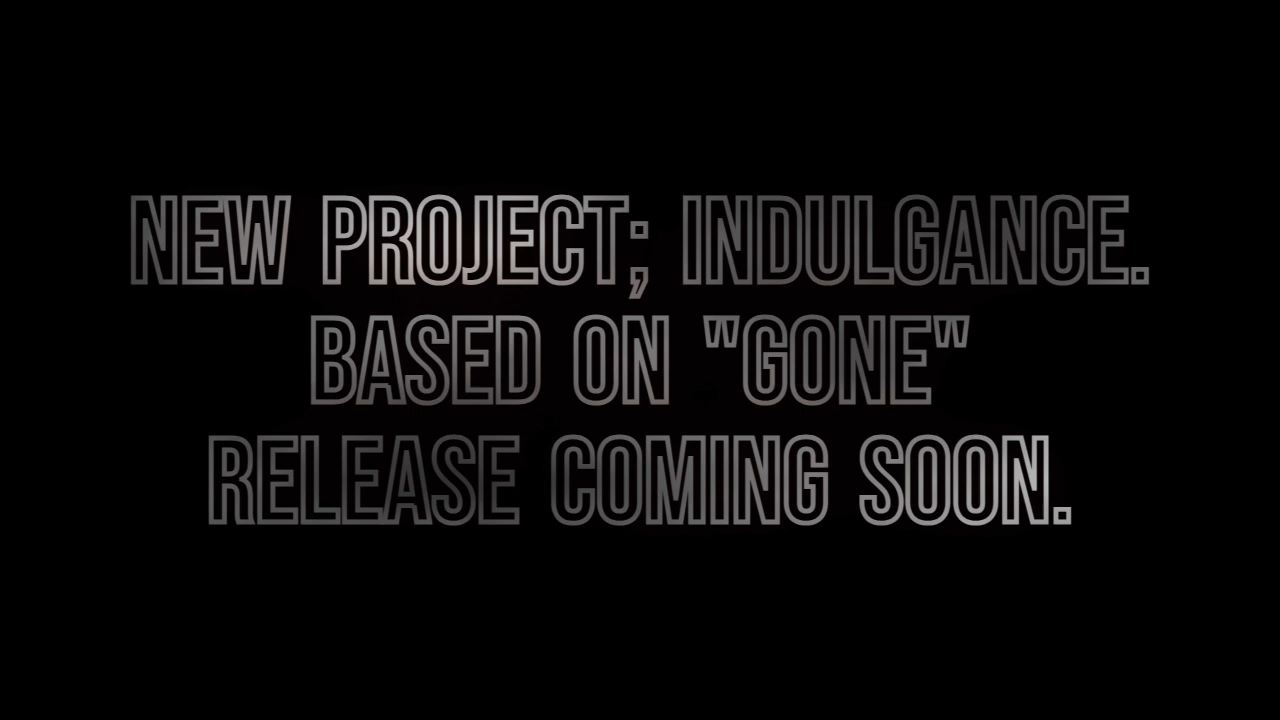 NEW PROJECT; INDULGANCE.
BASED ON "GONE"
RELEASE COMING SOON.